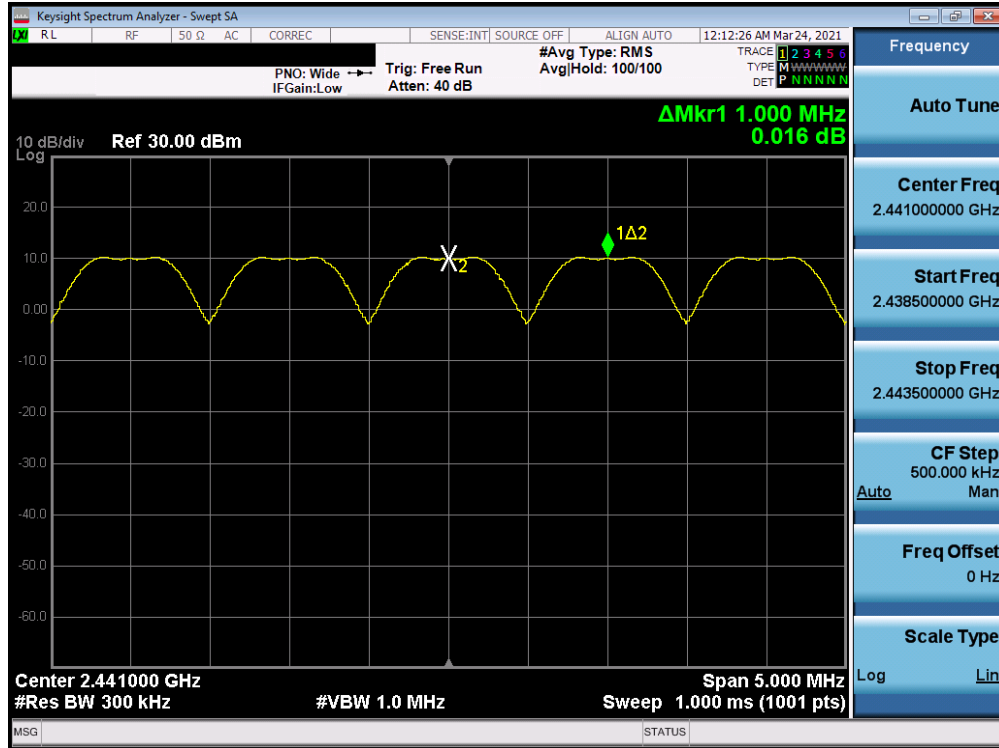 Keysight Spectrum Analyzer - Swept SA
LXI RL RF 50 Ω AC CORREC SENSE:INT SOURCE OFF ALIGN AUTO 12:12:26 AM Mar 24, 2021
PNO: Wide
IFGain:Low
Trig: Free Run
Atten: 40 dB
#Avg Type: RMS
Avg|Hold: 100/100
TRACE 1 2 3 4 5 6
TYPE M WWWWW
DET P N N N N N
ΔMkr1 1.000 MHz
0.016 dB
10 dB/div Ref 30.00 dBm
Log
20.0
10.0
0.00
-10.0
-20.0
-30.0
-40.0
-50.0
-60.0
1Δ2
2
Center 2.441000 GHz Span 5.000 MHz
#Res BW 300 kHz #VBW 1.0 MHz Sweep 1.000 ms (1001 pts)
MSG STATUS
Frequency
Auto Tune
Center Freq
2.441000000 GHz
Start Freq
2.438500000 GHz
Stop Freq
2.443500000 GHz
CF Step
500.000 kHz
Auto Man
Freq Offset
0 Hz
Scale Type
Log Lin